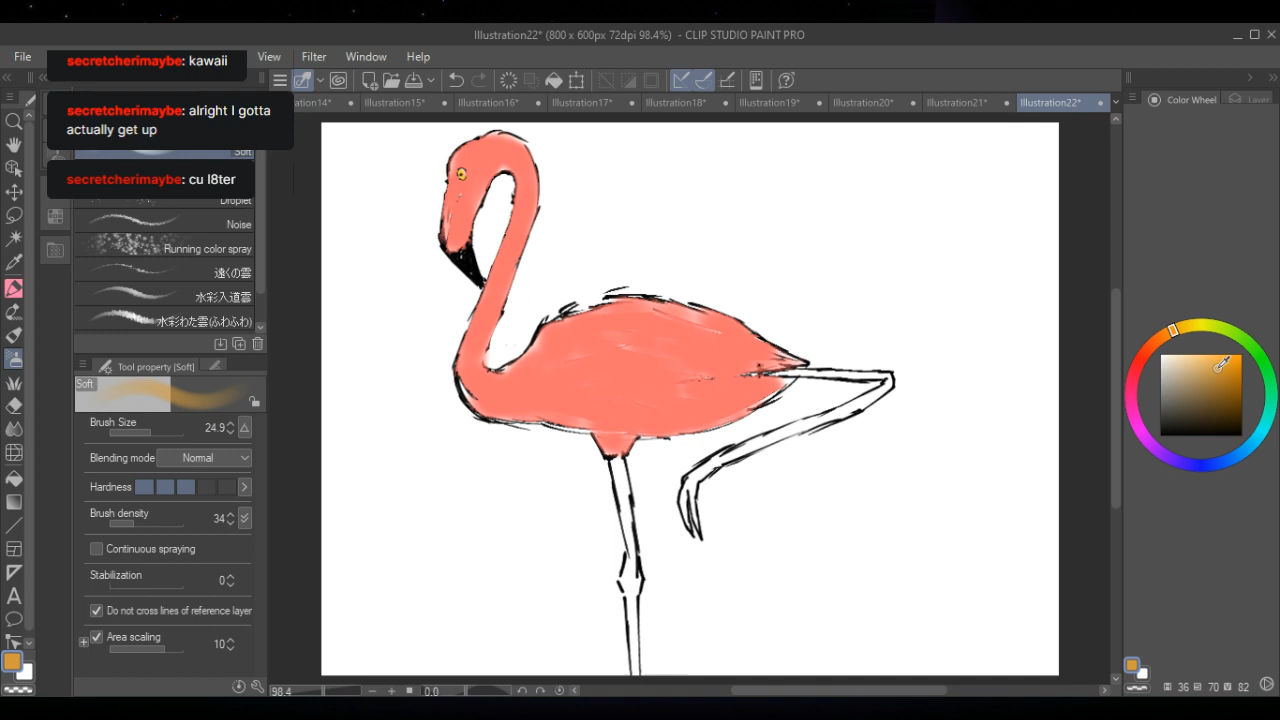 Illustration22* (800 x 600px 72dpi 98.4%) - CLIP STUDIO PAINT PRO
File
View
Filter
Window
Help
secretcherimaybe: kawaii
secretcherimaybe: alright I gotta
actually get up
secretcherimaybe: cu l8ter
Illustration15*
Illustration16*
Illustration17*
Illustration18*
Illustration19*
Illustration20*
Illustration21*
Illustration22*
Color Wheel
Layer
Soft
Droplet
Noise
Running color spray
遠くの雲
水彩入道雲
水彩わた雲(ふわふわ)
Tool property [Soft]
Soft
Brush Size 24.9
Blending mode Normal
Hardness
Brush density 34
Continuous spraying
Stabilization 0
Do not cross lines of reference layer
Area scaling 10
98.4
0.0
36 70 82